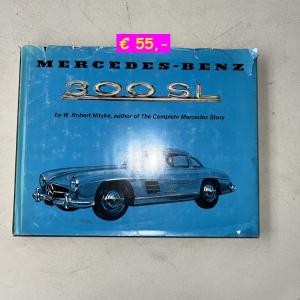 € 55,-
MERCEDES-BENZ
300 SL
by W. Robert Nitske, author of The Complete Mercedes Story